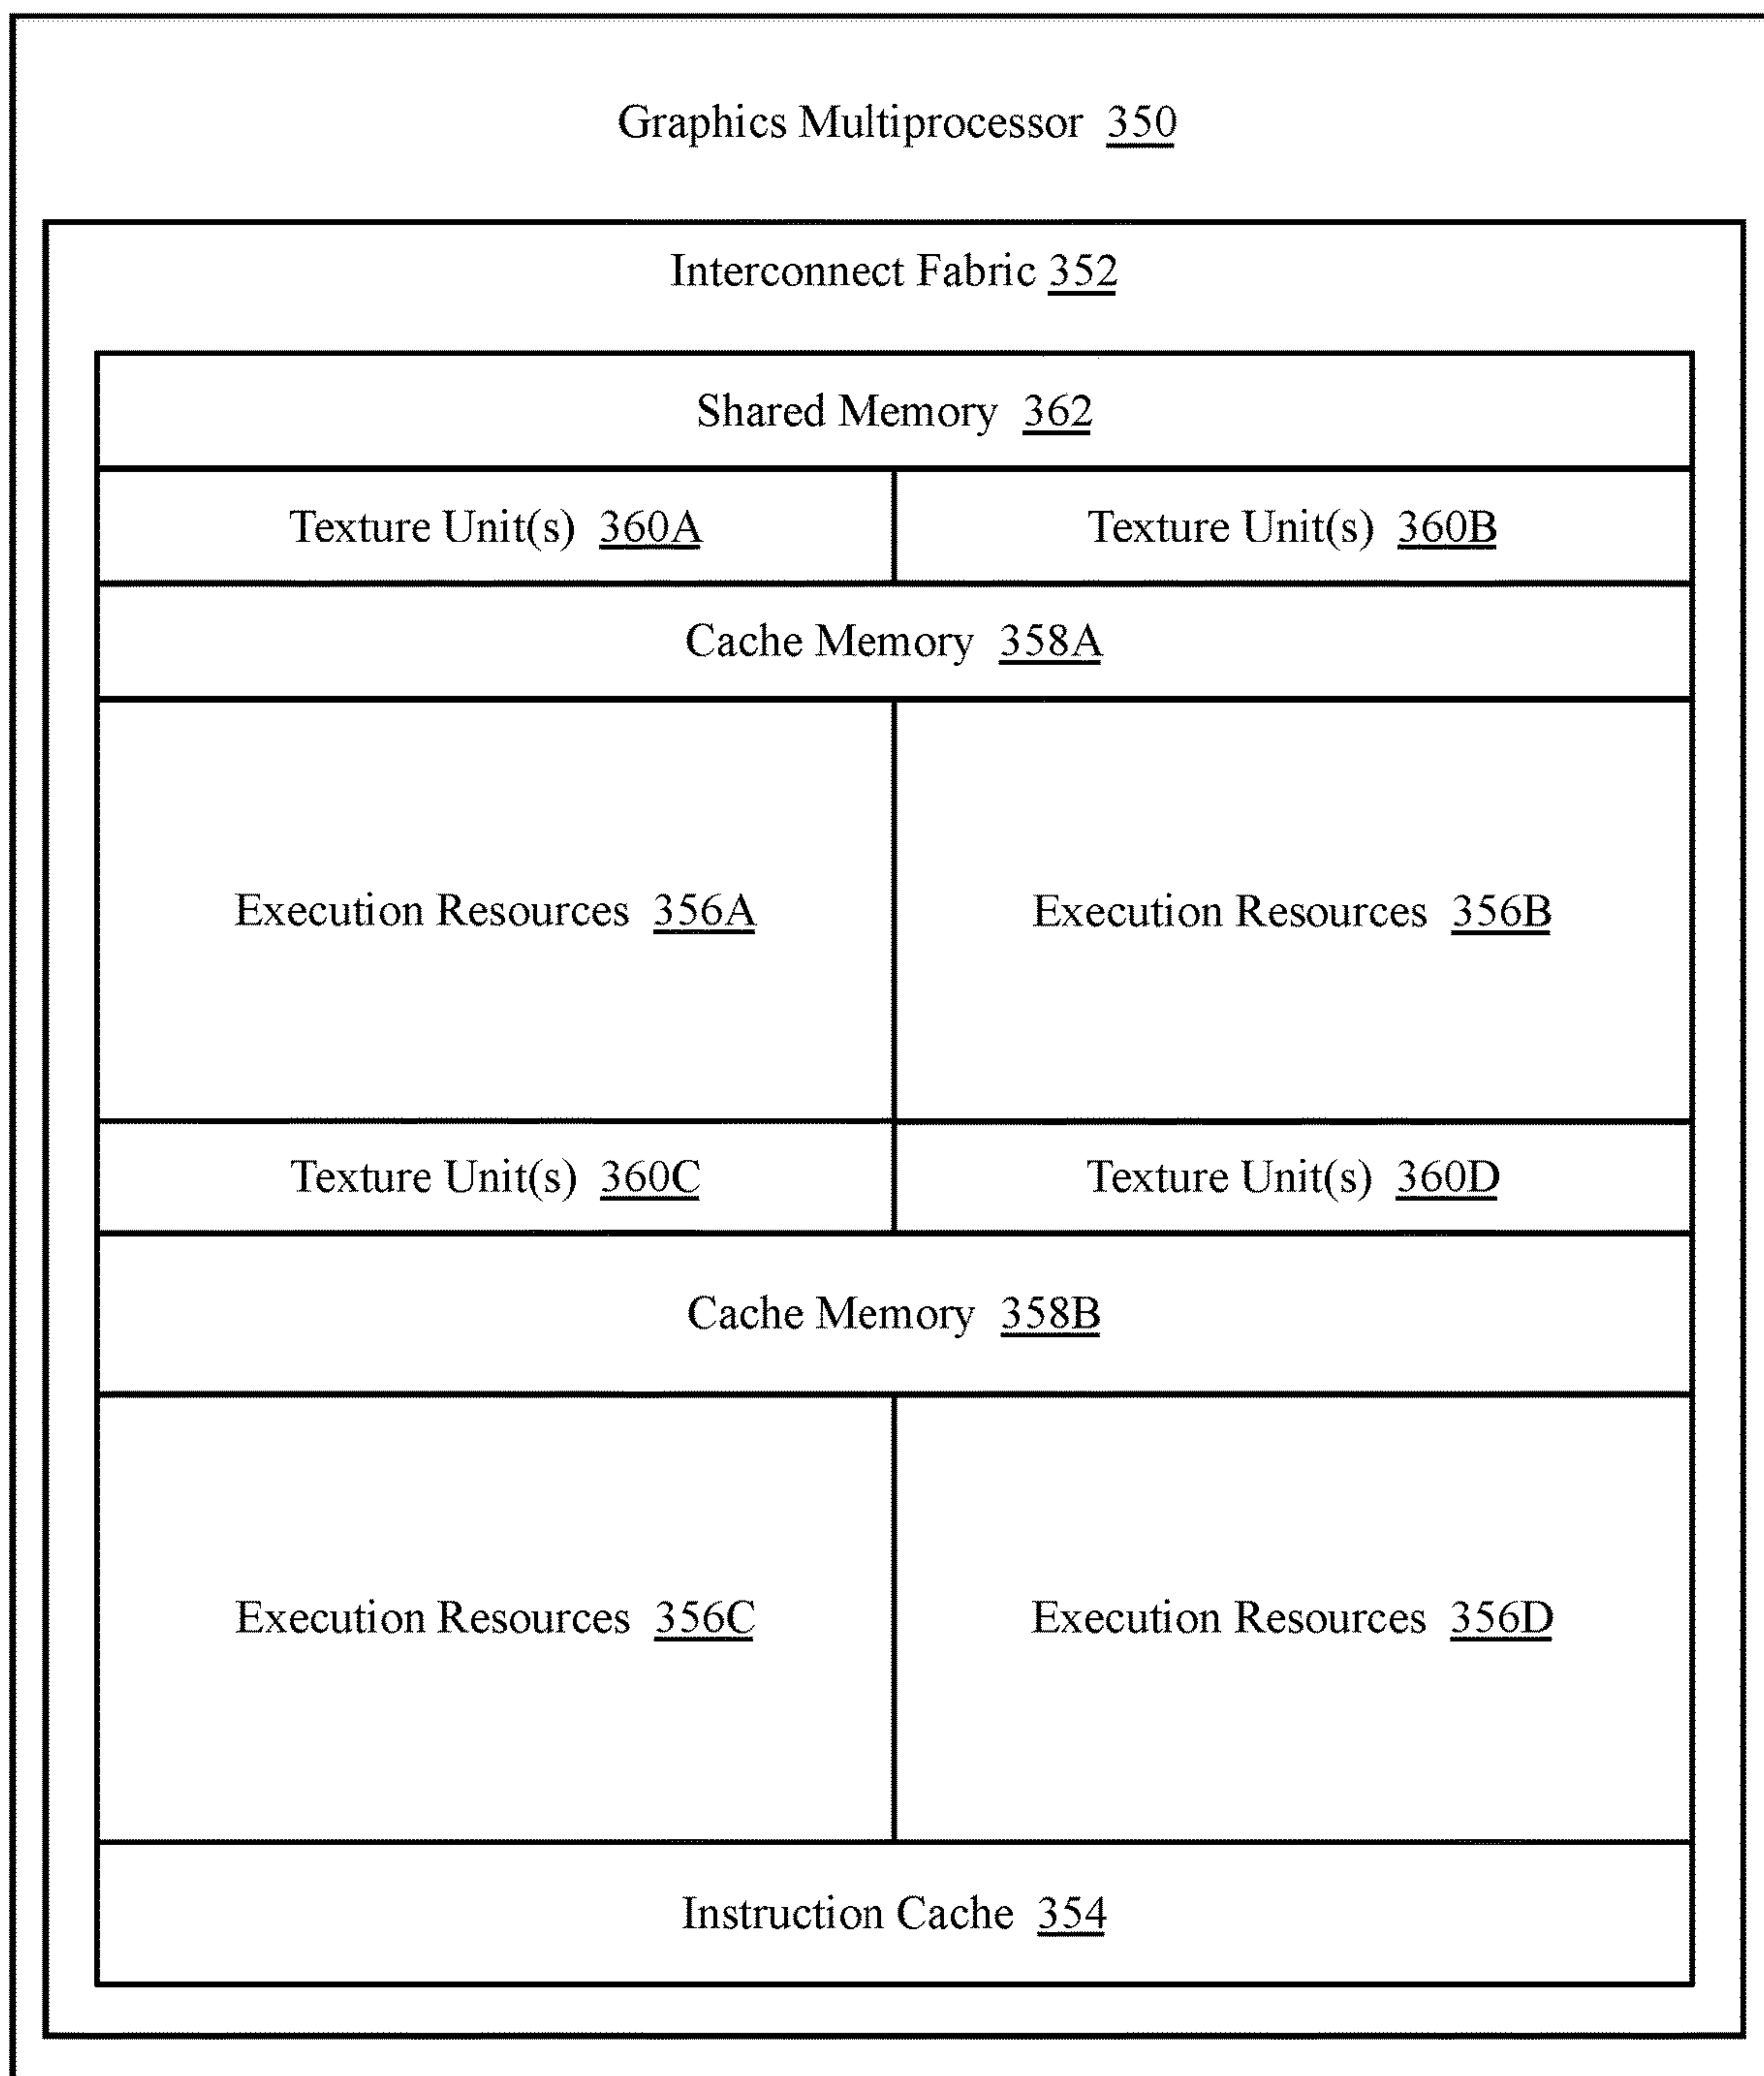 Graphics Multiprocessor 350
Interconnect Fabric 352
Shared Memory 362
Texture Unit(s) 360A
Texture Unit(s) 360B
Cache Memory 358A
Execution Resources 356A
Execution Resources 356B
Texture Unit(s) 360C
Texture Unit(s) 360D
Cache Memory 358B
Execution Resources 356C
Execution Resources 356D
Instruction Cache 354